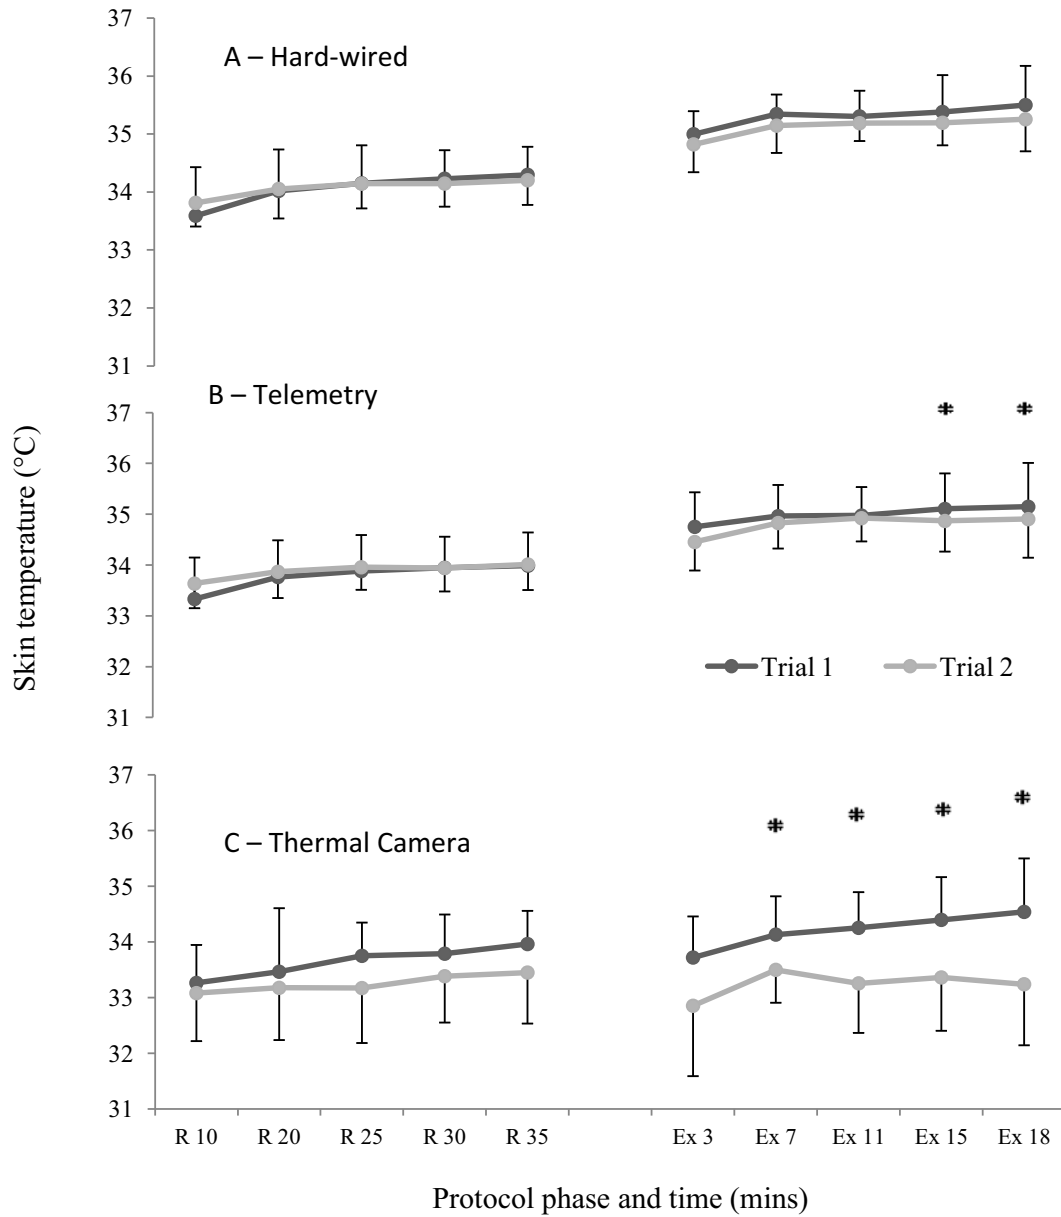 37
A – Hard-wired
36
35
34
33
32
31
B – Telemetry
37
* *
36
35
34
33
Trial 1 Trial 2
32
31
Skin temperature (°C)
37
* * * *
36
C – Thermal Camera
35
34
33
32
31
R 10 R 20 R 25 R 30 R 35 Ex 3 Ex 7 Ex 11 Ex 15 Ex 18
Protocol phase and time (mins)